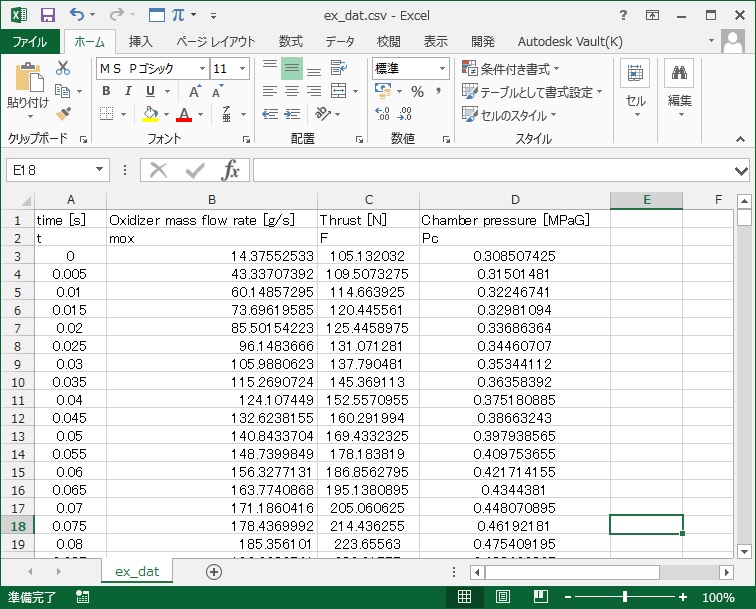 ex_dat.csv - Excel
ファイル ホーム 挿入 ページ レイアウト 数式 データ 校閲 表示 開発 Autodesk Vault(K)
貼り付け
クリップボード
ＭＳ Ｐゴシック 11
B I U A A
A 亜
フォント
配置
標準
% ,
数値
条件付き書式
テーブルとして書式設定
セルのスタイル
スタイル
セル
編集
E18 fx
A B C D E F
1 time [s] Oxidizer mass flow rate [g/s] Thrust [N] Chamber pressure [MPaG]
2 t mox F Pc
3 0 14.37552533 105.132032 0.308507425
4 0.005 43.33707392 109.5073275 0.31501481
5 0.01 60.14857295 114.663925 0.32246741
6 0.015 73.69619585 120.445561 0.32981094
7 0.02 85.50154223 125.4458975 0.33686364
8 0.025 96.1483666 131.071281 0.34460707
9 0.03 105.9880623 137.790481 0.35344112
10 0.035 115.2690724 145.369113 0.36358392
11 0.04 124.107449 152.5570955 0.375180885
12 0.045 132.6238155 160.291994 0.38663243
13 0.05 140.8433704 169.4332325 0.397938565
14 0.055 148.7399849 178.183819 0.409753655
15 0.06 156.3277131 186.8562795 0.421714155
16 0.065 163.7740868 195.1380895 0.4344381
17 0.07 171.1860416 205.060625 0.448070895
18 0.075 178.4369992 214.436255 0.46192181
19 0.08 185.356101 223.65563 0.475409195
ex_dat
準備完了 100%